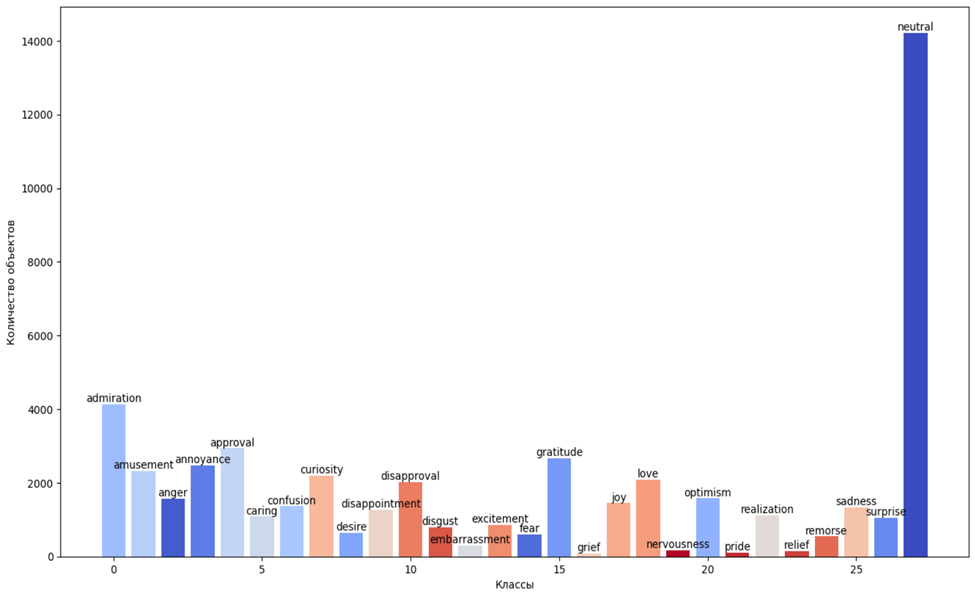 neutral
14000
12000
10000
8000
6000
4000
2000
0
Количество объектов
admiration
amusement
anger
annoyance
approval
caring
confusion
curiosity
desire
disappointment
disapproval
disgust
embarrassment
excitement
fear
gratitude
grief
joy
love
nervousness
optimism
pride
realization
relief
remorse
sadness
surprise
0 5 10 15 20 25
Классы